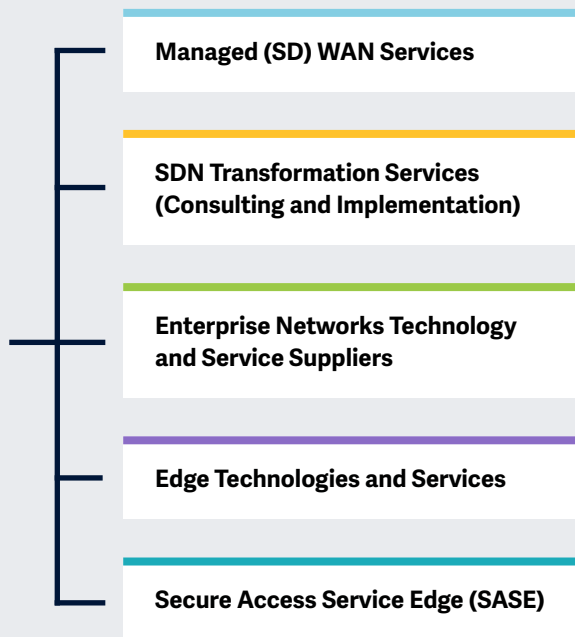 Managed (SD) WAN Services
SDN Transformation Services
(Consulting and Implementation)
Enterprise Networks Technology
and Service Suppliers
Edge Technologies and Services
Secure Access Service Edge (SASE)